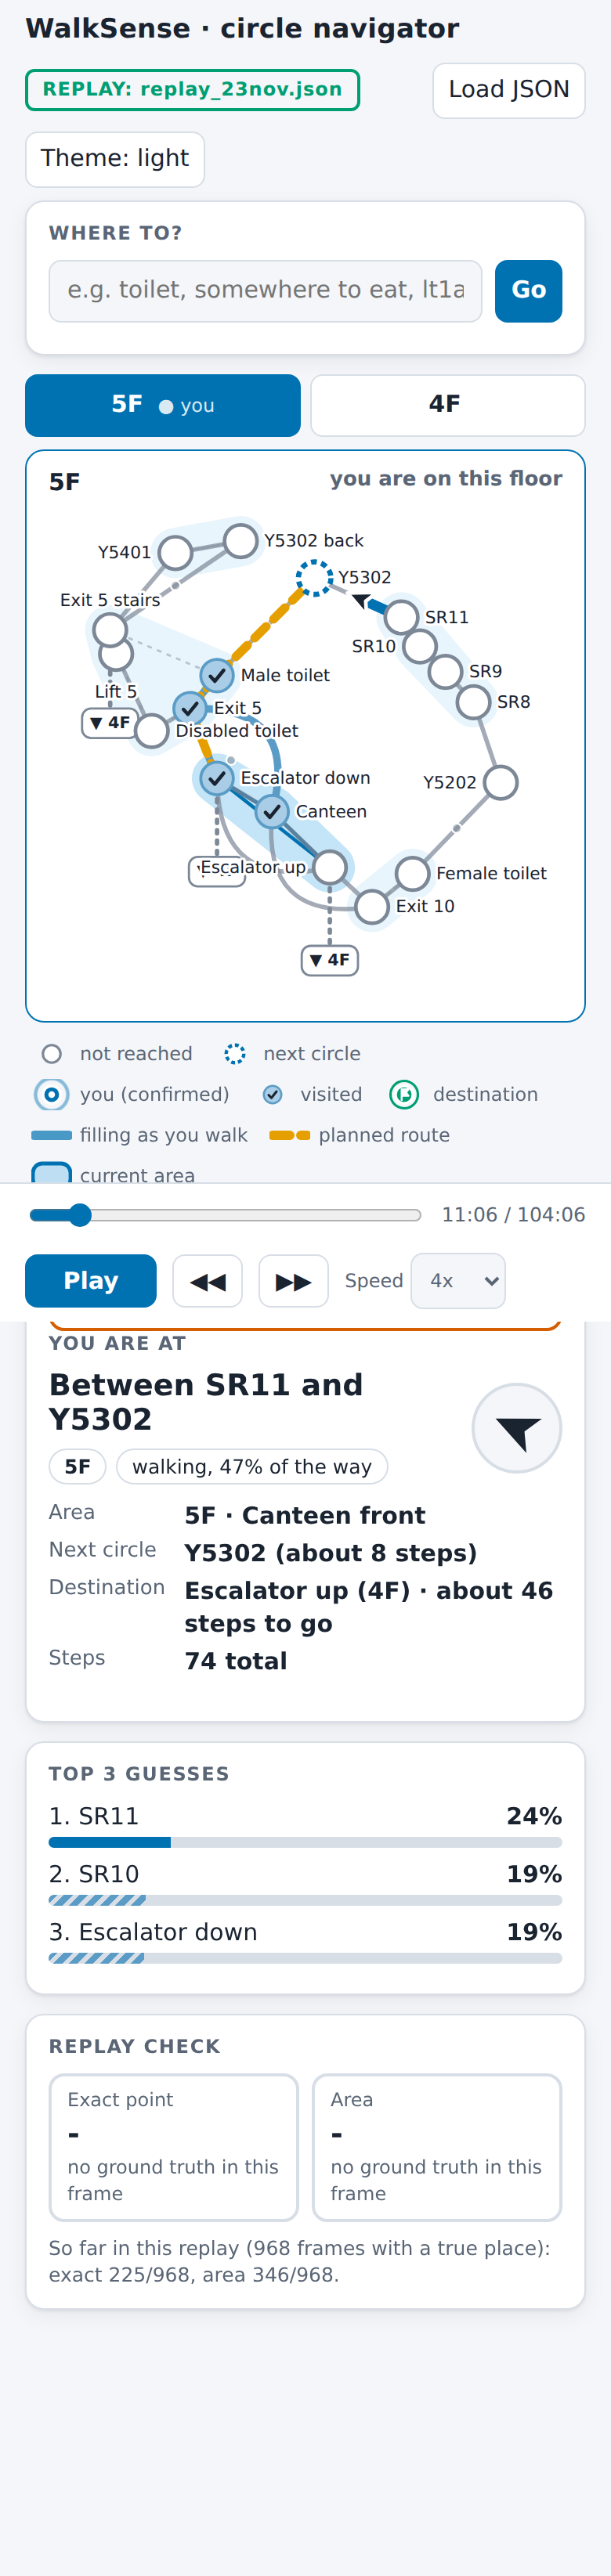 WalkSense · circle navigator
REPLAY: replay_23nov.json
Load JSON
Theme: light
WHERE TO?
e.g. toilet, somewhere to eat, lt1a
Go
5F you
4F
5F
you are on this floor
Y5302 back
Y5401
Y5302
Exit 5 stairs
SR11
SR10
SR9
Male toilet
Lift 5
SR8
Exit 5
▼ 4F
Disabled toilet
Escalator down
Y5202
Canteen
Escalator up
Female toilet
Exit 10
▼ 4F
not reached
next circle
you (confirmed)
visited
destination
filling as you walk
planned route
current area
11:06 / 104:06
Play
◀◀
▶▶
Speed
4x
YOU ARE AT
Between SR11 and
Y5302
5F
walking, 47% of the way
Area
5F · Canteen front
Next circle
Y5302 (about 8 steps)
Destination
Escalator up (4F) · about 46
steps to go
Steps
74 total
TOP 3 GUESSES
1. SR11 24%
2. SR10 19%
3. Escalator down 19%
REPLAY CHECK
Exact point
-
no ground truth in this
frame
Area
-
no ground truth in this
frame
So far in this replay (968 frames with a true place):
exact 225/968, area 346/968.